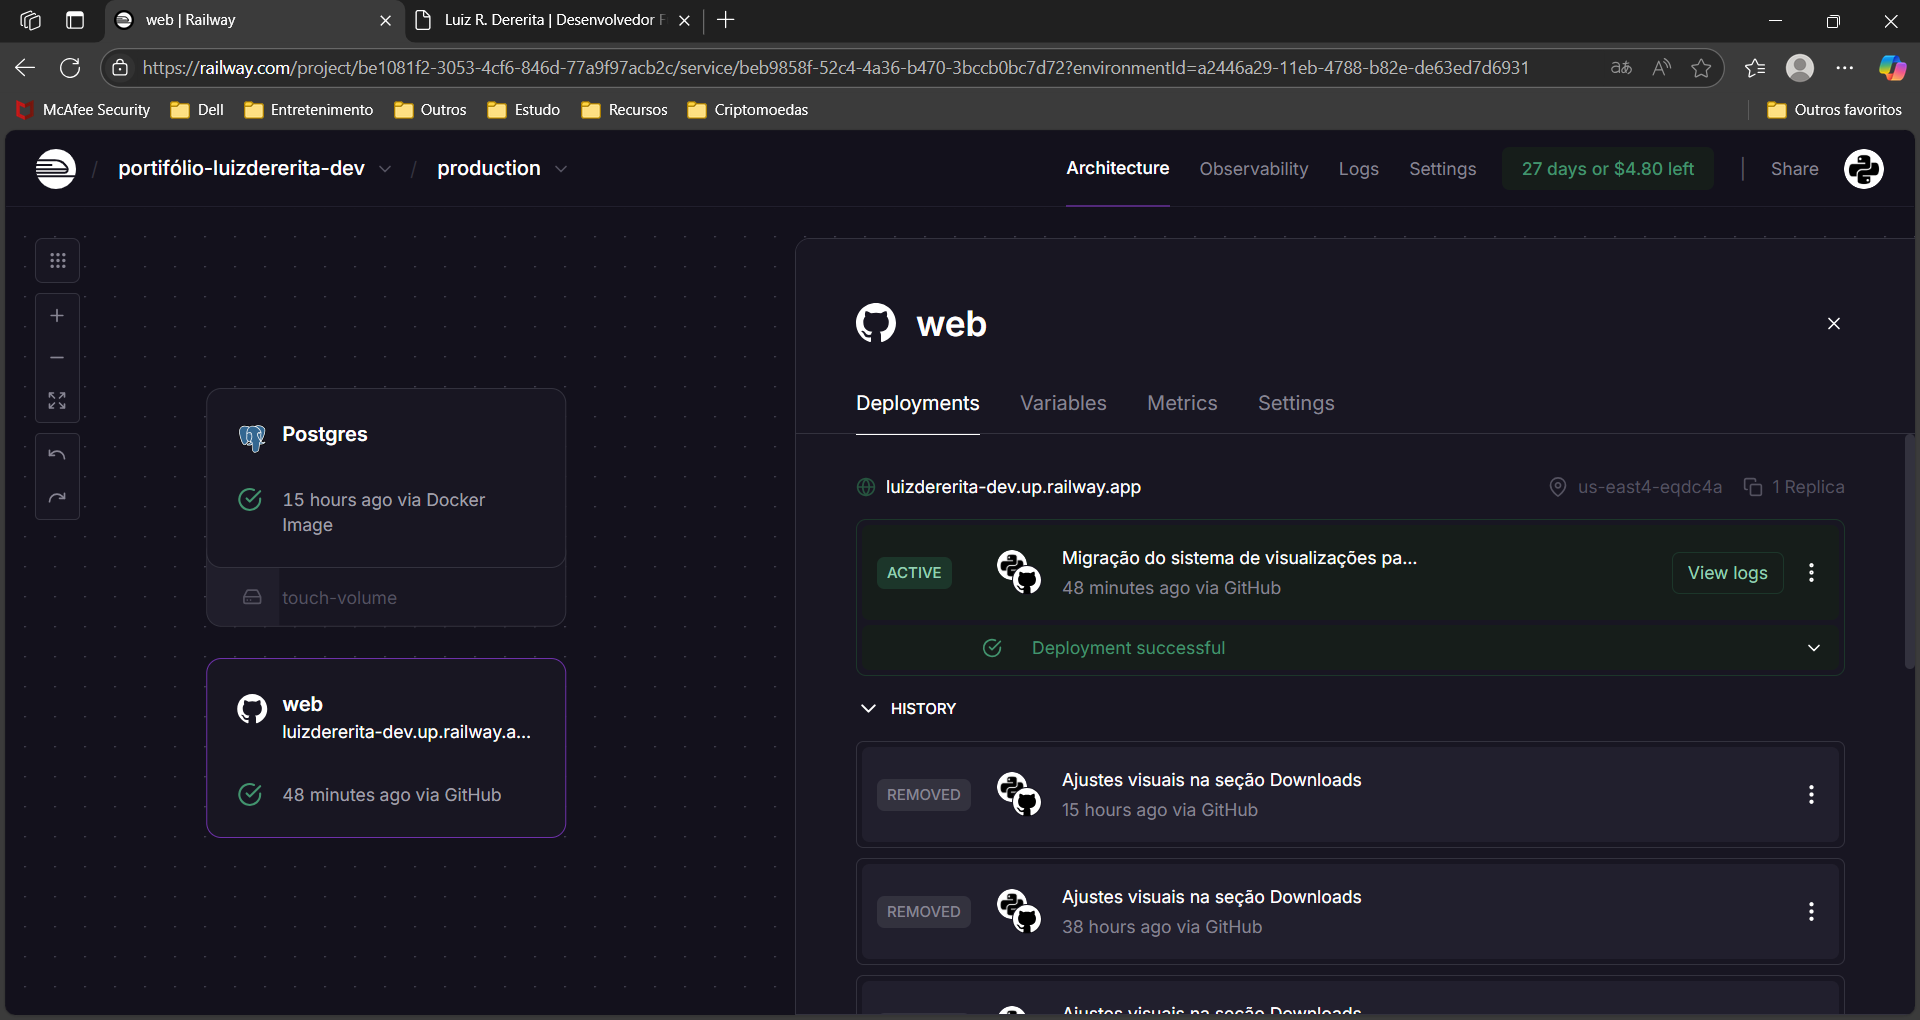 web | Railway
Luiz R. Dererita | Desenvolvedor F
https://railway.com/project/be1081f2-3053-4cf6-846d-77a9f97acb2c/service/beb9858f-52c4-4a36-b470-3bccb0bc7d72?environmentId=a2446a29-11eb-4788-b82e-de63ed7d6931
McAfee Security
Dell
Entretenimento
Outros
Estudo
Recursos
Criptomoedas
Outros favoritos
/ portifólio-luizdererita-dev / production
Architecture
Observability
Logs
Settings
27 days or $4.80 left
Share
Postgres
15 hours ago via Docker
Image
touch-volume
web
luizdererita-dev.up.railway.a...
48 minutes ago via GitHub
web
Deployments
Variables
Metrics
Settings
luizdererita-dev.up.railway.app
us-east4-eqdc4a
1 Replica
ACTIVE
Migração do sistema de visualizações pa...
48 minutes ago via GitHub
View logs
Deployment successful
HISTORY
REMOVED
Ajustes visuais na seção Downloads
15 hours ago via GitHub
REMOVED
Ajustes visuais na seção Downloads
38 hours ago via GitHub
Ajustes visuais na seção Downloads